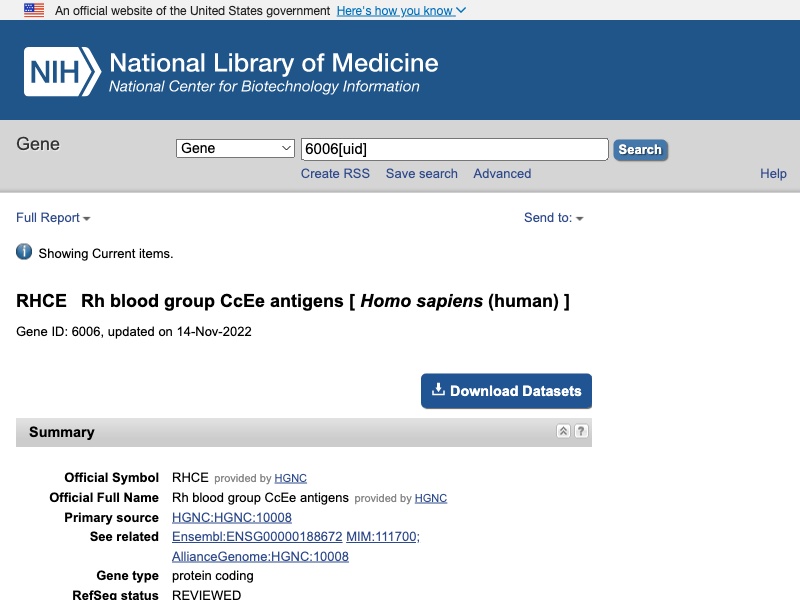 An official website of the United States government Here's how you know
NIH National Library of Medicine
National Center for Biotechnology Information
Gene
Gene 6006[uid] Search
Create RSS Save search Advanced
Help
Full Report Send to:
i Showing Current items.
RHCE Rh blood group CcEe antigens [ Homo sapiens (human) ]
Gene ID: 6006, updated on 14-Nov-2022
Download Datasets
Summary ?
Official Symbol RHCE provided by HGNC
Official Full Name Rh blood group CcEe antigens provided by HGNC
Primary source HGNC:HGNC:10008
See related Ensembl:ENSG00000188672 MIM:111700;
AllianceGenome:HGNC:10008
Gene type protein coding
RefSeq status REVIEWED